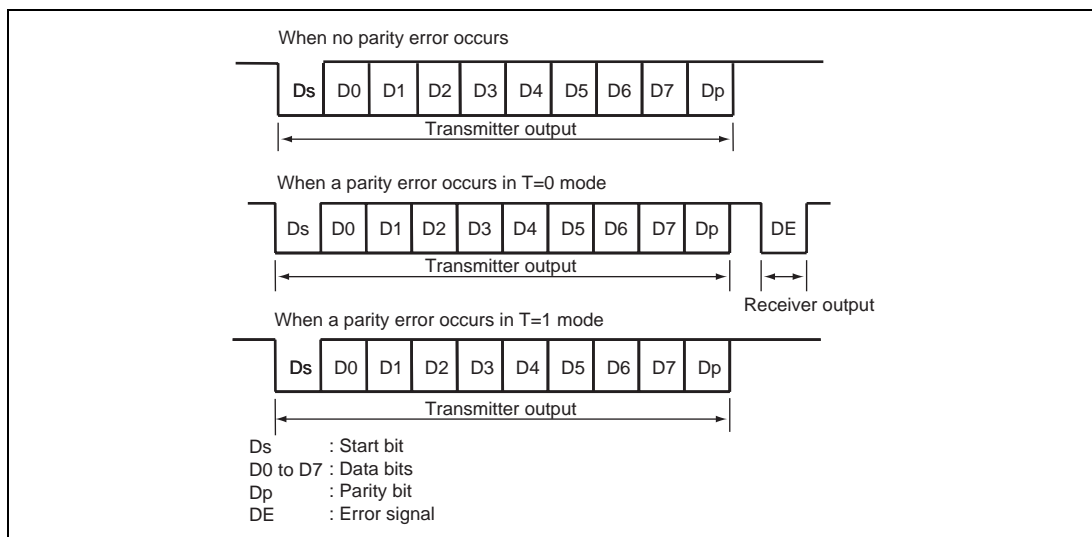 When no parity error occurs
Ds D0 D1 D2 D3 D4 D5 D6 D7 Dp
Transmitter output
When a parity error occurs in T=0 mode
Ds D0 D1 D2 D3 D4 D5 D6 D7 Dp DE
Transmitter output
Receiver output
When a parity error occurs in T=1 mode
Ds D0 D1 D2 D3 D4 D5 D6 D7 Dp
Transmitter output
Ds : Start bit
D0 to D7 : Data bits
Dp : Parity bit
DE : Error signal